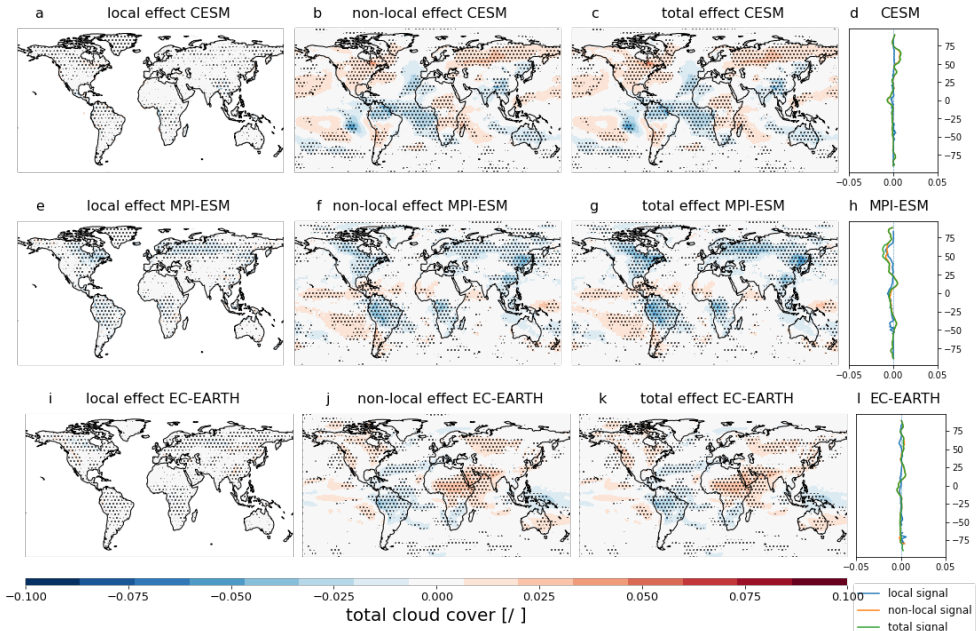 a local effect CESM
b non-local effect CESM
c total effect CESM
d CESM
75
50
25
0
−25
−50
−75
−0.05 0.00 0.05
e local effect MPI-ESM
f non-local effect MPI-ESM
g total effect MPI-ESM
h MPI-ESM
75
50
25
0
−25
−50
−75
−0.05 0.00 0.05
i local effect EC-EARTH
j non-local effect EC-EARTH
k total effect EC-EARTH
l EC-EARTH
75
50
25
0
−25
−50
−75
−0.05 0.00 0.05
−0.100 −0.075 −0.050 −0.025 0.000 0.025 0.050 0.075 0.100
total cloud cover [/ ]
local signal
non-local signal
total signal